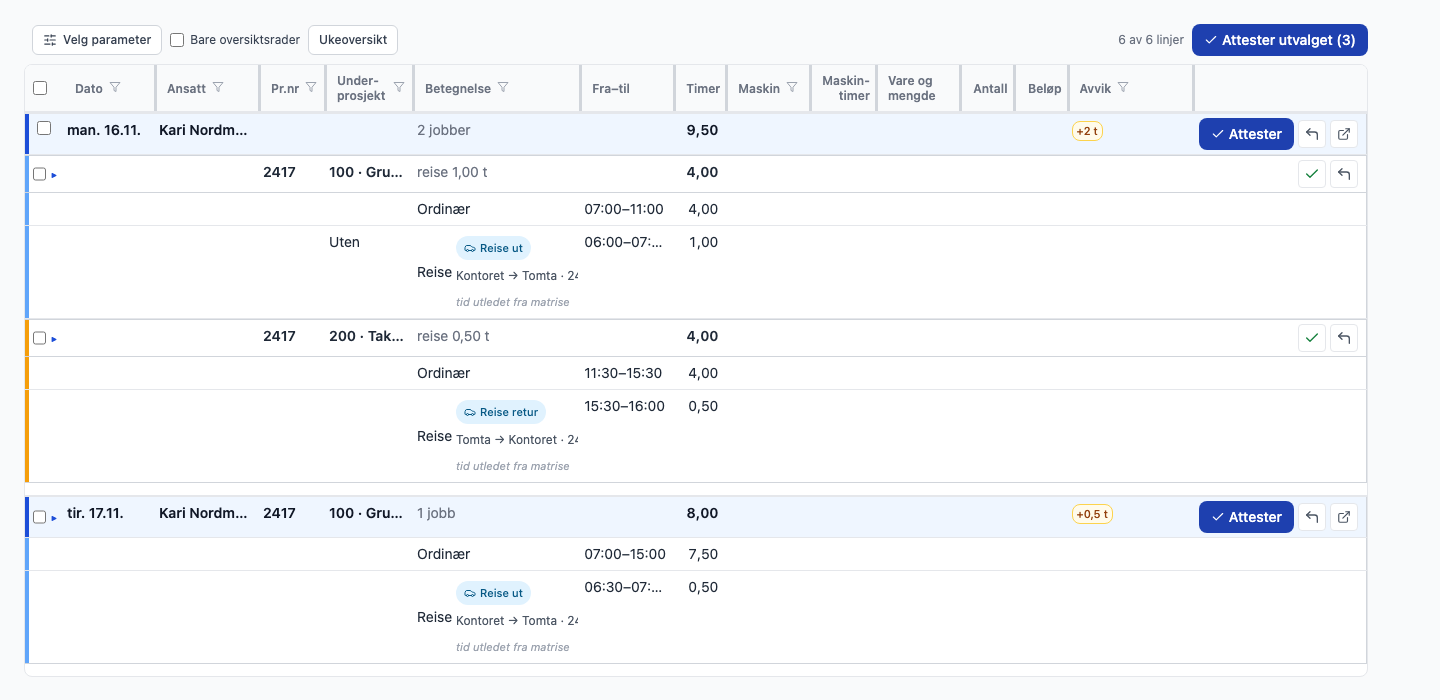 Velg parameter Bare oversiktsrader Ukeoversikt 6 av 6 linjer Attester utvalget (3)
Dato Ansatt Pr.nr Under-prosjekt Betegnelse Fra–til Timer Maskin Maskin-timer Vare og mengde Antall Beløp Avvik
man. 16.11. Kari Nordm... 2 jobber 9,50 +2 t Attester
2417 100 · Gru... reise 1,00 t 4,00
Ordinær 07:00–11:00 4,00
Uten Reise ut 06:00–07:... 1,00
Reise Kontoret → Tomta · 24
tid utledet fra matrise
2417 200 · Tak... reise 0,50 t 4,00
Ordinær 11:30–15:30 4,00
Reise retur 15:30–16:00 0,50
Reise Tomta → Kontoret · 24
tid utledet fra matrise
tir. 17.11. Kari Nordm... 2417 100 · Gru... 1 jobb 8,00 +0,5 t Attester
Ordinær 07:00–15:00 7,50
Reise ut 06:30–07:... 0,50
Reise Kontoret → Tomta · 24
tid utledet fra matrise